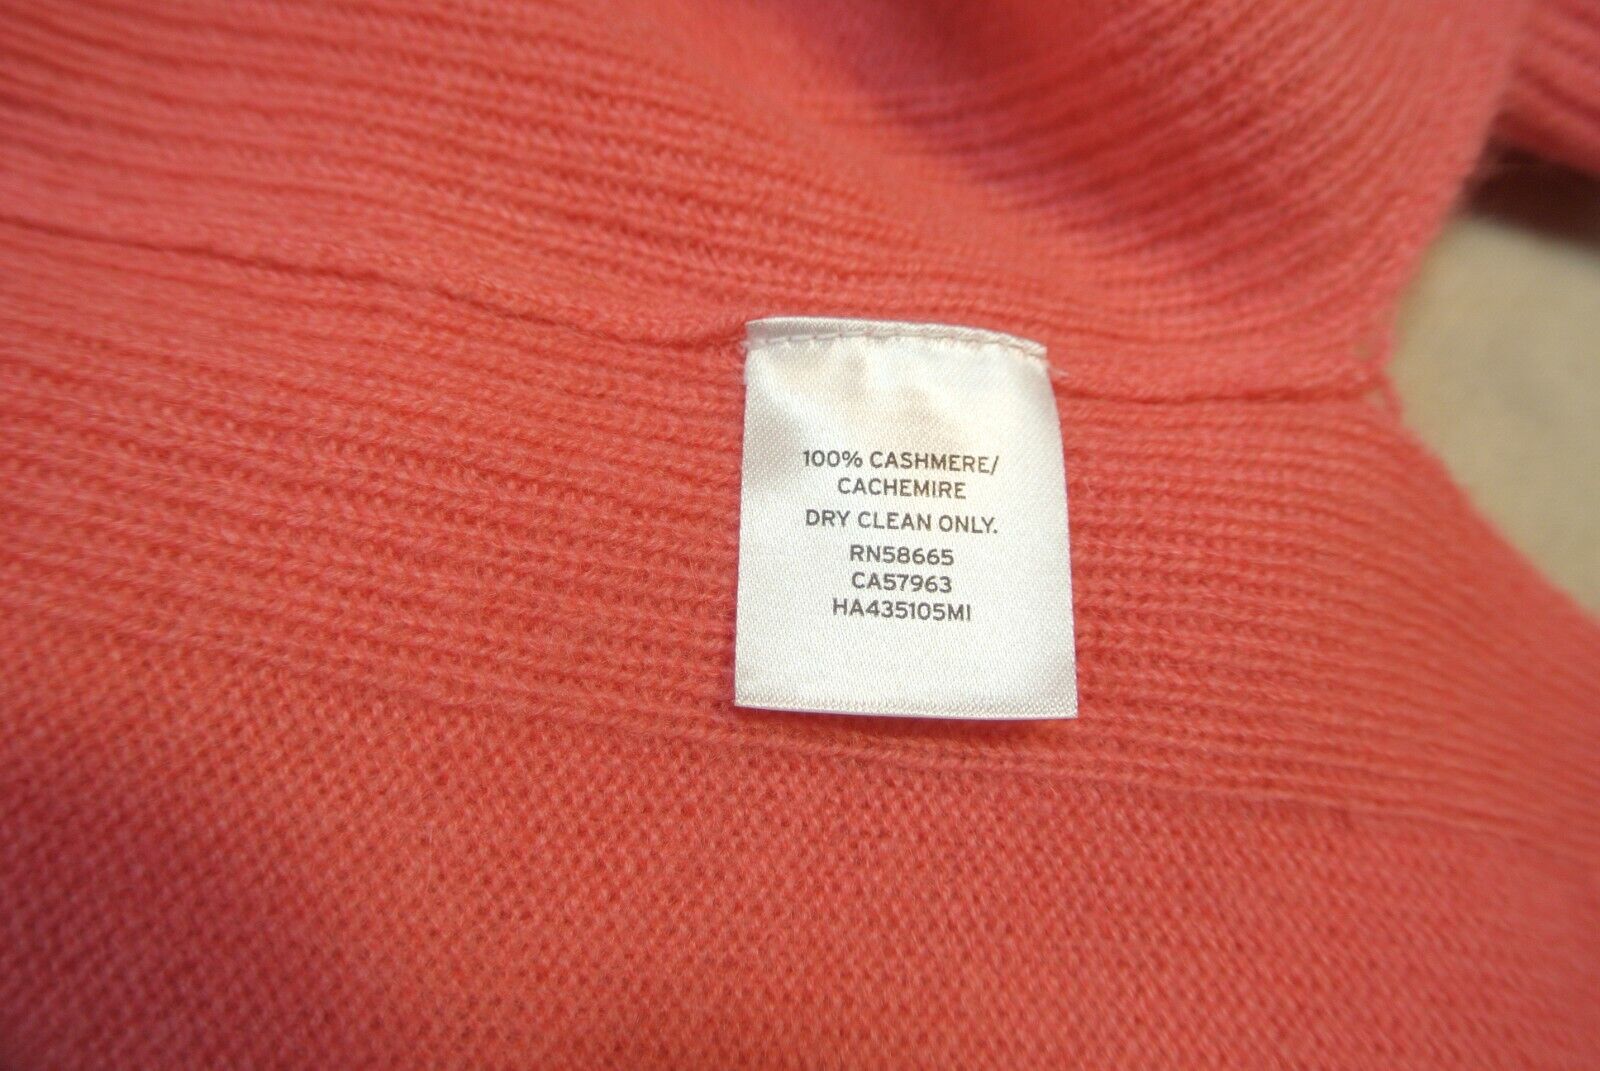 100% CASHMERE/
CACHEMIRE
DRY CLEAN ONLY.
RN58665
CA57963
HA435105MI